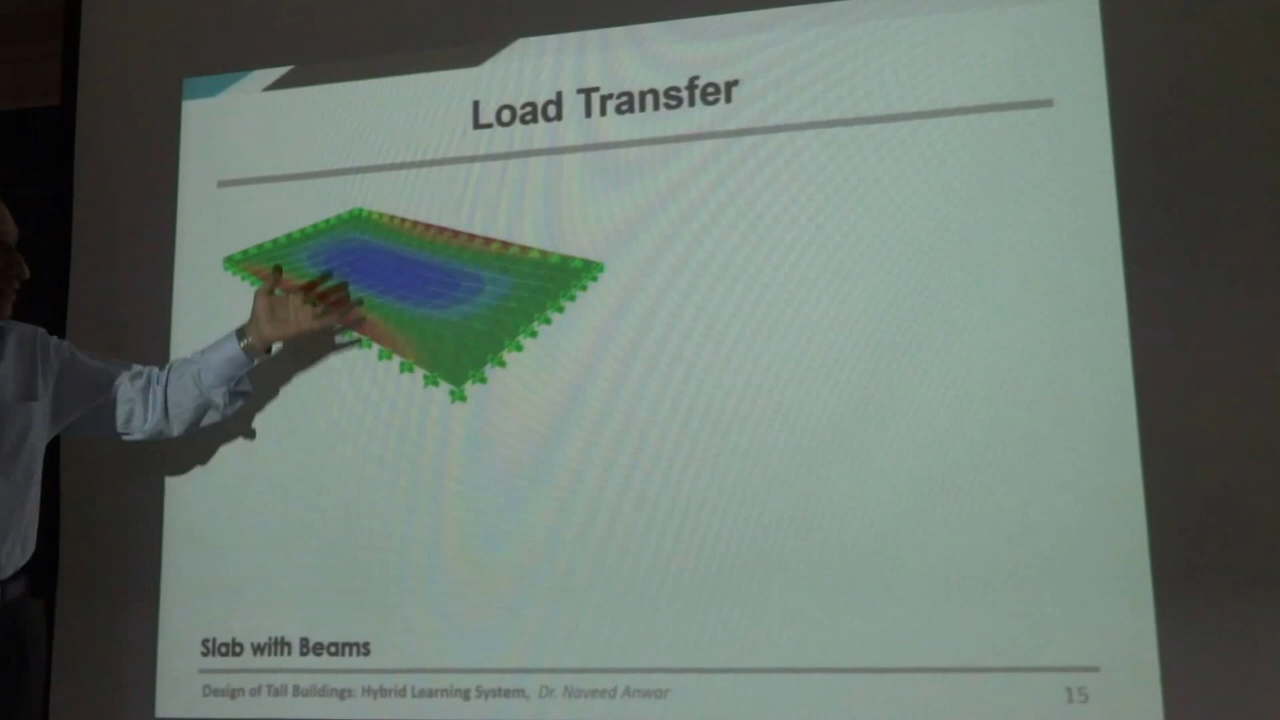 Load Transfer
Slab with Beams
Design of Tall Buildings: Hybrid Learning System, Dr. Naveed Anwar
15